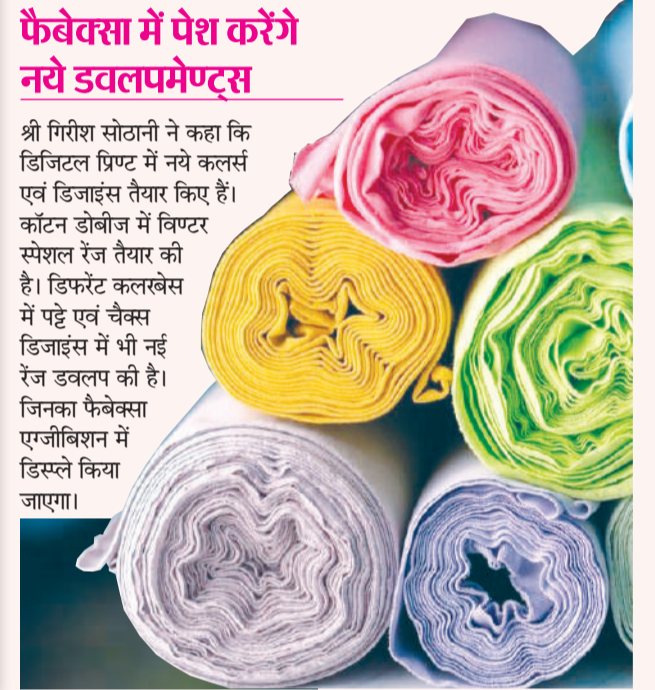 फैबेक्सा में पेश करेंगे
नये डवलपमेण्ट्स
श्री गिरीश सोठानी ने कहा कि
डिजिटल प्रिण्ट में नये कलर्स
एवं डिजाइंस तैयार किए हैं।
कॉटन डोबीज में विण्टर
स्पेशल रेंज तैयार की
है। डिफरेंट कलरबेस
में पट्टे एवं चैक्स
डिजाइंस में भी नई
रेंज डवलप की है।
जिनका फैबेक्सा
एग्जीबिशन में
डिस्प्ले किया
जाएगा।